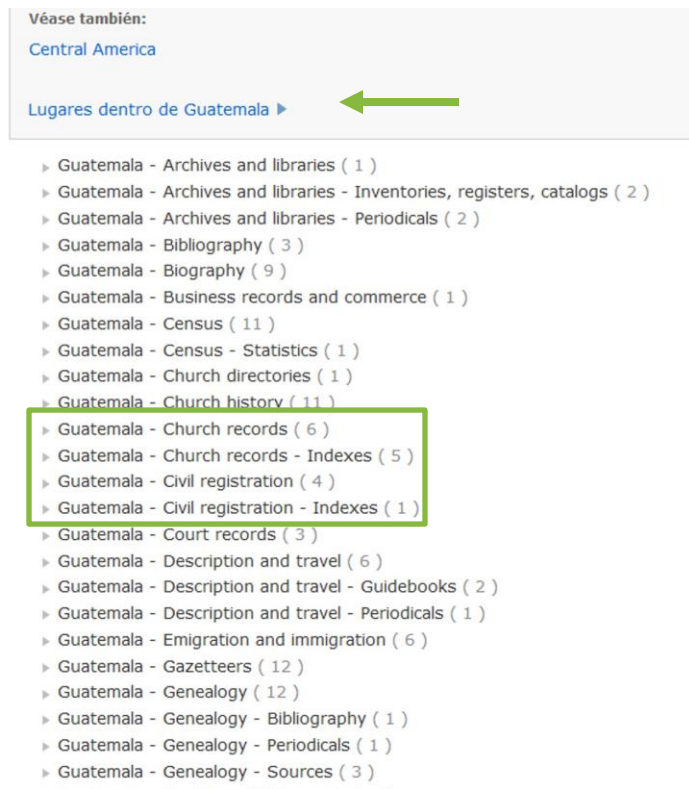 Véase también:
Central America
Lugares dentro de Guatemala
Guatemala - Archives and libraries ( 1 )
Guatemala - Archives and libraries - Inventories, registers, catalogs ( 2 )
Guatemala - Archives and libraries - Periodicals ( 2 )
Guatemala - Bibliography ( 3 )
Guatemala - Biography ( 9 )
Guatemala - Business records and commerce ( 1 )
Guatemala - Census ( 11 )
Guatemala - Census - Statistics ( 1 )
Guatemala - Church directories ( 1 )
Guatemala - Church history ( 11 )
Guatemala - Church records ( 6 )
Guatemala - Church records - Indexes ( 5 )
Guatemala - Civil registration ( 4 )
Guatemala - Civil registration - Indexes ( 1 )
Guatemala - Court records ( 3 )
Guatemala - Description and travel ( 6 )
Guatemala - Description and travel - Guidebooks ( 2 )
Guatemala - Description and travel - Periodicals ( 1 )
Guatemala - Emigration and immigration ( 6 )
Guatemala - Gazetteers ( 12 )
Guatemala - Genealogy ( 12 )
Guatemala - Genealogy - Bibliography ( 1 )
Guatemala - Genealogy - Periodicals ( 1 )
Guatemala - Genealogy - Sources ( 3 )